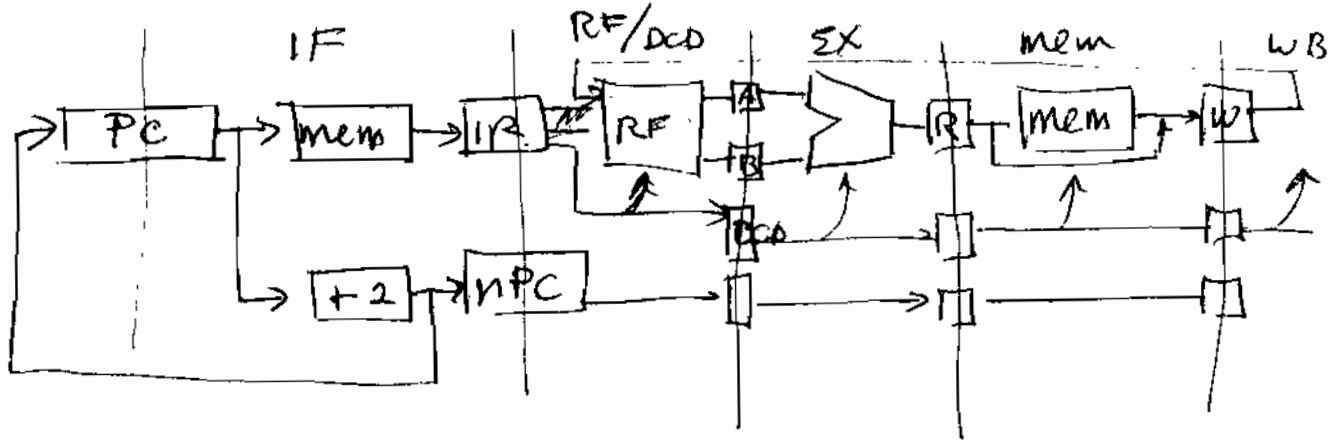 IF RF/DCD EX mem WB
PC mem IR RF A R mem W
B
DCD
+2 nPC